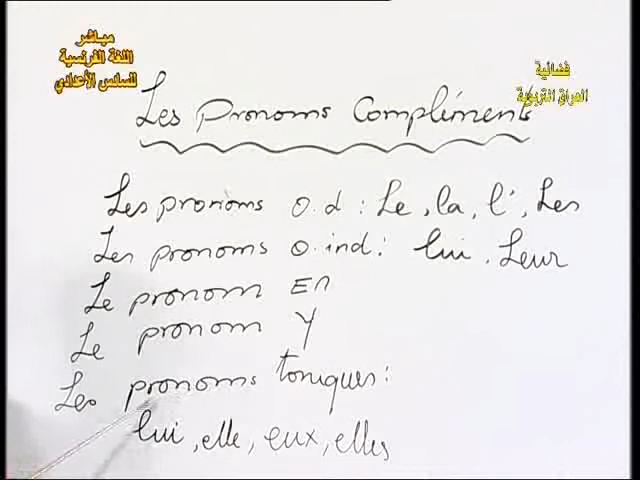 مباشر
اللغة الفرنسية
للسادس الأعدادي
فضائية
العراق التربوية
Les pronoms Compléments
Les pronoms o.d : Le, la, l', Les
Les pronoms o.ind : lui, Leur
Le pronom En
Le pronom Y
Les pronoms toniques :
lui, elle, eux, elles